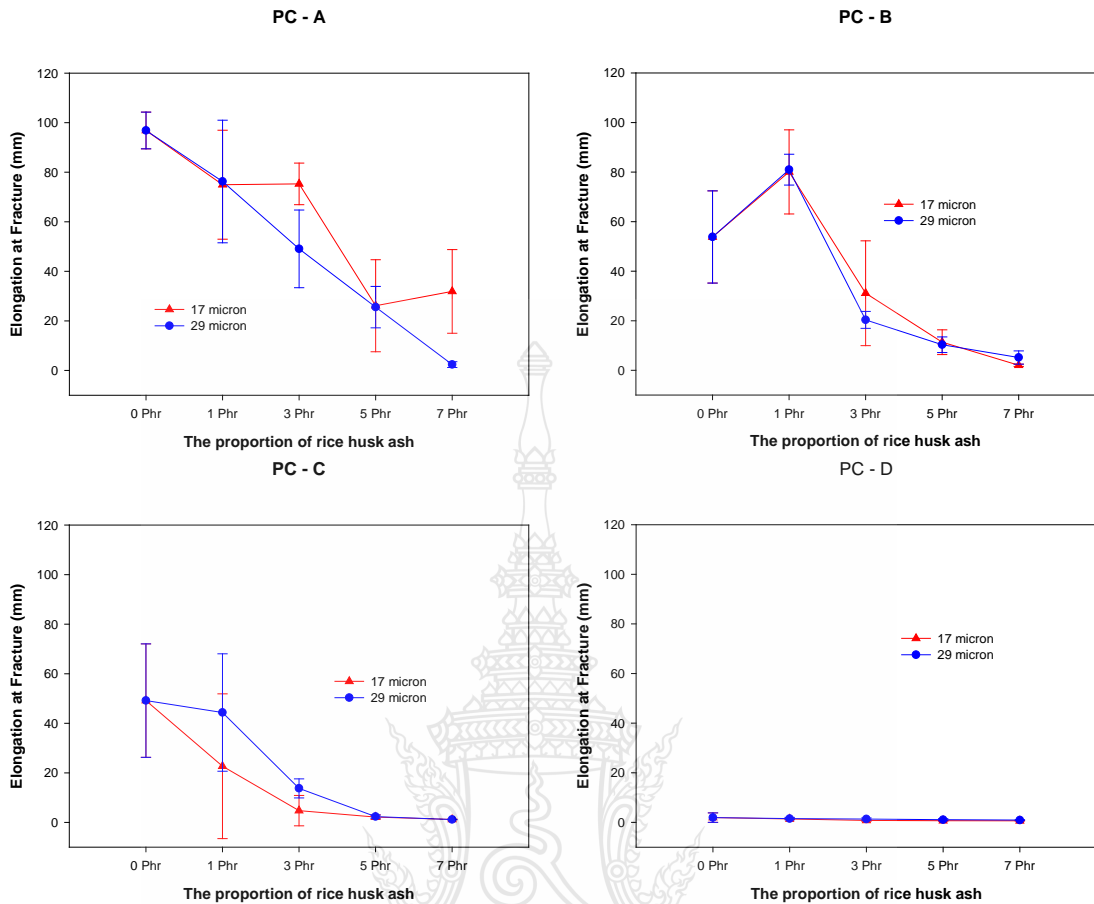 PC - A
120
100
80
60
40
20
0
Elongation at Fracture (mm)
17 micron
29 micron
0 Phr 1 Phr 3 Phr 5 Phr 7 Phr
The proportion of rice husk ash
PC - B
120
100
80
60
40
20
0
Elongation at Fracture (mm)
17 micron
29 micron
0 Phr 1 Phr 3 Phr 5 Phr 7 Phr
The proportion of rice husk ash
PC - C
120
100
80
60
40
20
0
Elongation at Fracture (mm)
17 micron
29 micron
0 Phr 1 Phr 3 Phr 5 Phr 7 Phr
The proportion of rice husk ash
PC - D
120
100
80
60
40
20
0
Elongation at Fracture (mm)
17 micron
29 micron
0 Phr 1 Phr 3 Phr 5 Phr 7 Phr
The proportion of rice husk ash